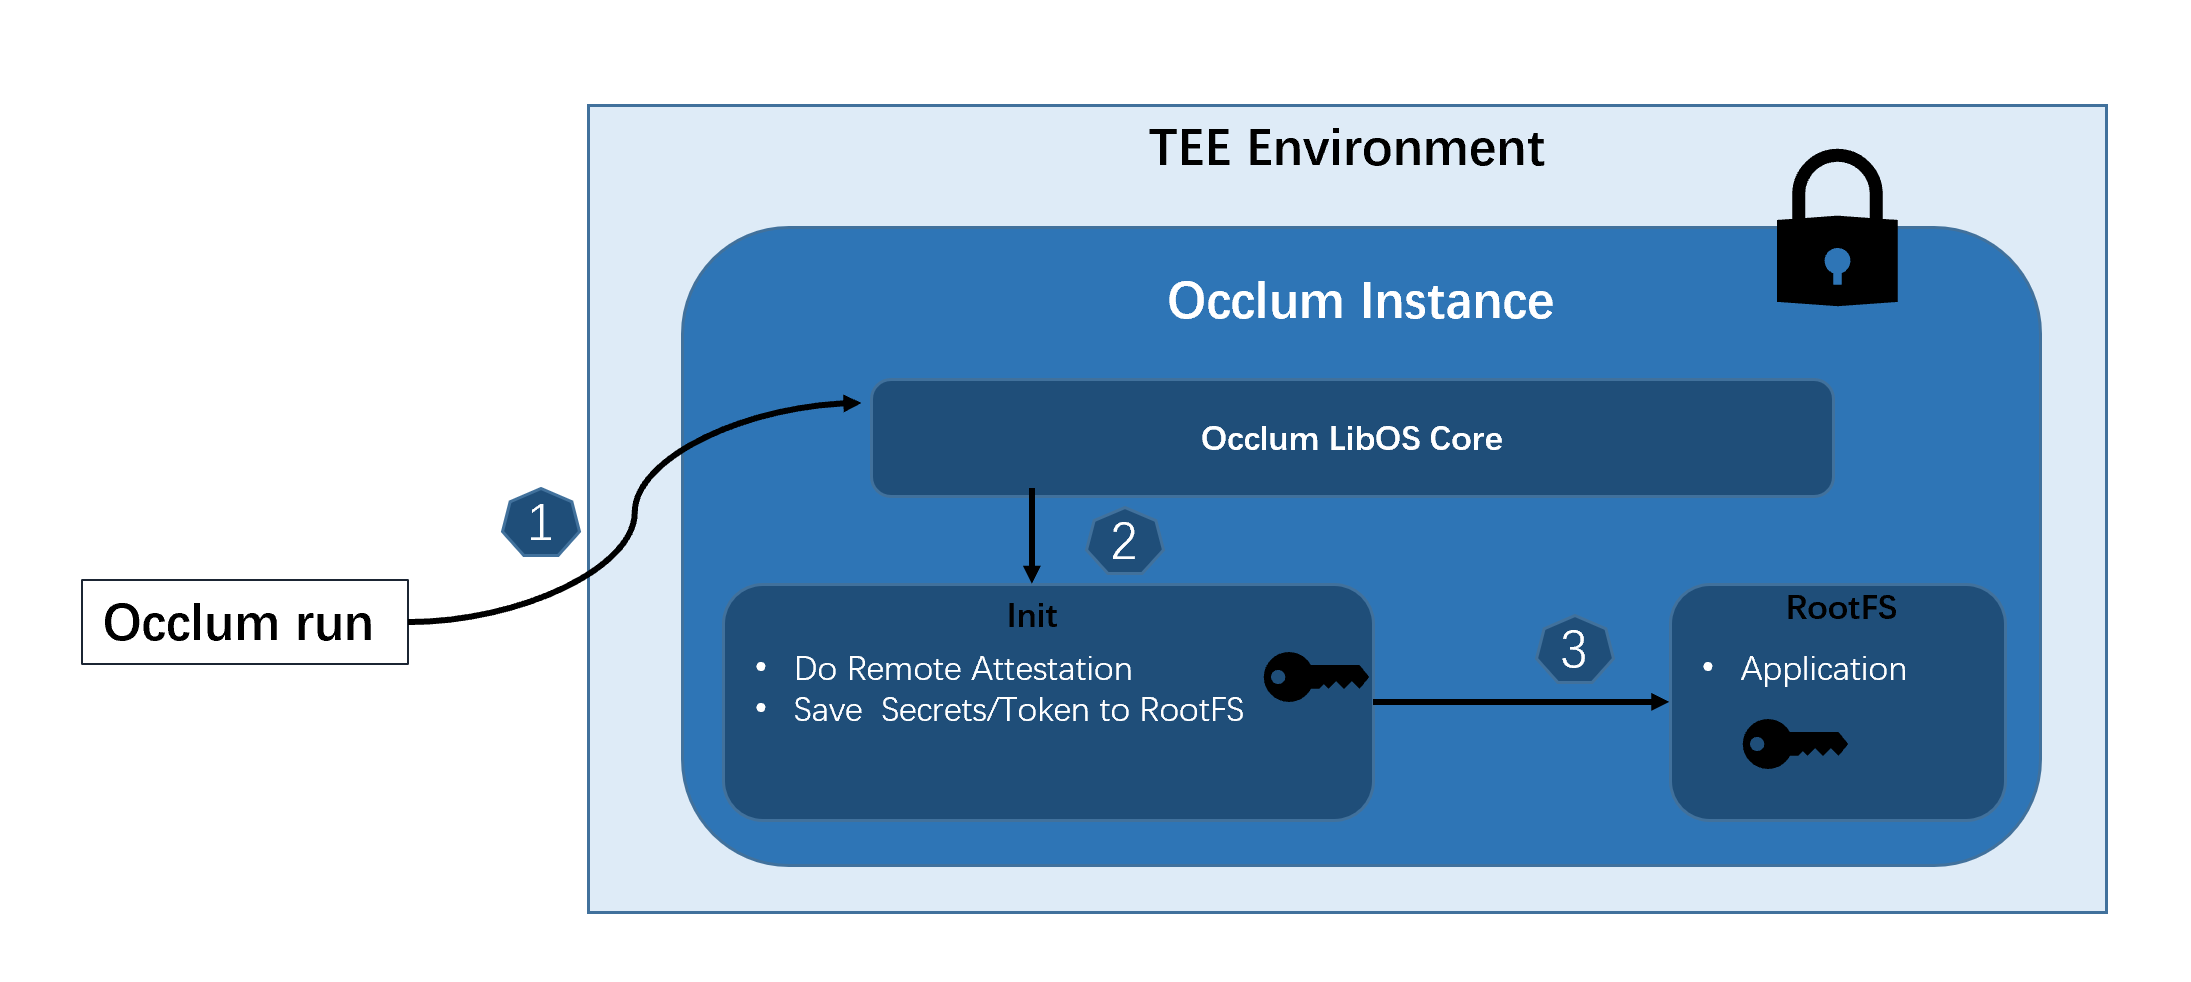 TEE Environment
Occlum Instance
Occlum LibOS Core
1
2
Occlum run
Init
• Do Remote Attestation
• Save  Secrets/Token to RootFS
3
RootFS
• Application